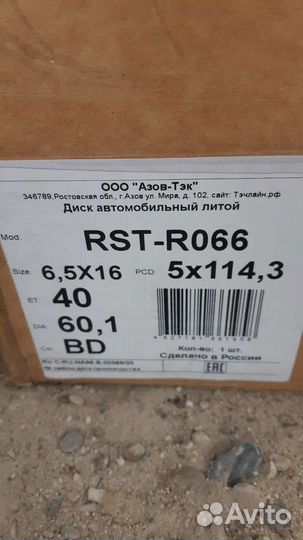 ООО "Азов-Тэк"
346789, Ростовская обл., г.Азов ул. Мира, д. 102, сайт: Тэчлайн.рф
Диск автомобильный литой
Mod. RST-R066
Size: 6,5X16 PCD: 5x114,3
ET: 40
DIA: 60,1
Col: BD
Кол-во: 1 шт.
Сделано в России
EAC
Avito